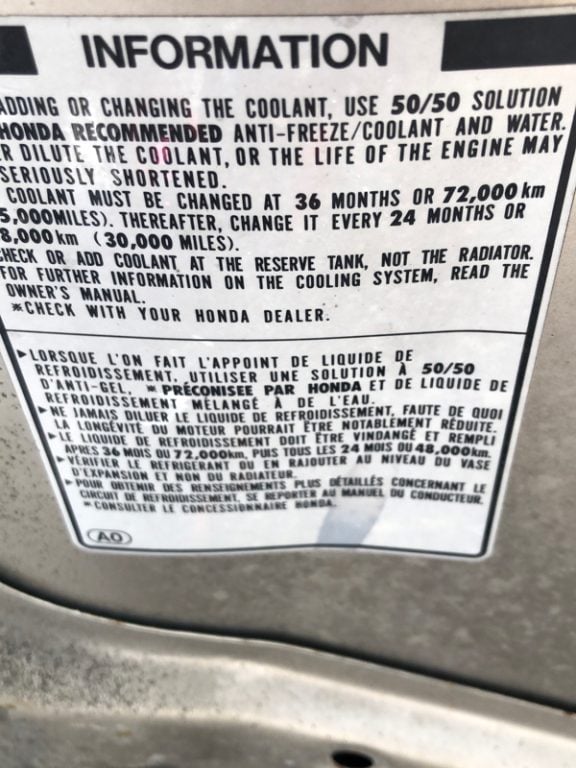 INFORMATION
ADDING OR CHANGING THE COOLANT, USE 50/50 SOLUTION
HONDA RECOMMENDED ANTI-FREEZE/COOLANT AND WATER.
R DILUTE THE COOLANT, OR THE LIFE OF THE ENGINE MAY
SERIOUSLY SHORTENED.
COOLANT MUST BE CHANGED AT 36 MONTHS OR 72,000 km
5,000MILES). THEREAFTER, CHANGE IT EVERY 24 MONTHS OR
8,000 km (30,000 MILES).
HECK OR ADD COOLANT AT THE RESERVE TANK, NOT THE RADIATOR.
FOR FURTHER INFORMATION ON THE COOLING SYSTEM, READ THE
OWNER'S MANUAL.
※CHECK WITH YOUR HONDA DEALER.
▶LORSQUE L'ON FAIT L'APPOINT DE LIQUIDE DE
REFROIDISSEMENT, UTILISER UNE SOLUTION À 50/50
D'ANTI-GEL, ※ PRÉCONISEE PAR HONDA ET DE LIQUIDE DE
REFROIDISSEMENT MÉLANGÉ À DE L'EAU.
▶NE JAMAIS DILUER LE LIQUIDE DE REFROIDISSEMENT, FAUTE DE QUOI
LA LONGÉVITÉ DU MOTEUR POURRAIT ÊTRE NOTABLEMENT RÉDUITE.
▶LE LIQUIDE DE REFROIDISSEMENT DOIT ÊTRE VINDANGÉ ET REMPLI
APRES 36 MOIS OU 72,000km, PUIS TOUS LES 24 MOIS OU 48,000km.
▶VÉRIFIER LE REFRIGERANT OU EN RAJOUTER AU NIVEAU DU VASE
D'EXPANSION ET NON DU RADIATEUR.
▶POUR OBTENIR DES RENSEIGNEMENTS PLUS DÉTAILLÉS CONCERNANT LE
CIRCUIT DE REFROIDISSEMENT, SE REPORTER AU MANUEL DU CONDUCTEUR.
※ CONSULTER LE CONCESSIONNAIRE HONDA.
AO